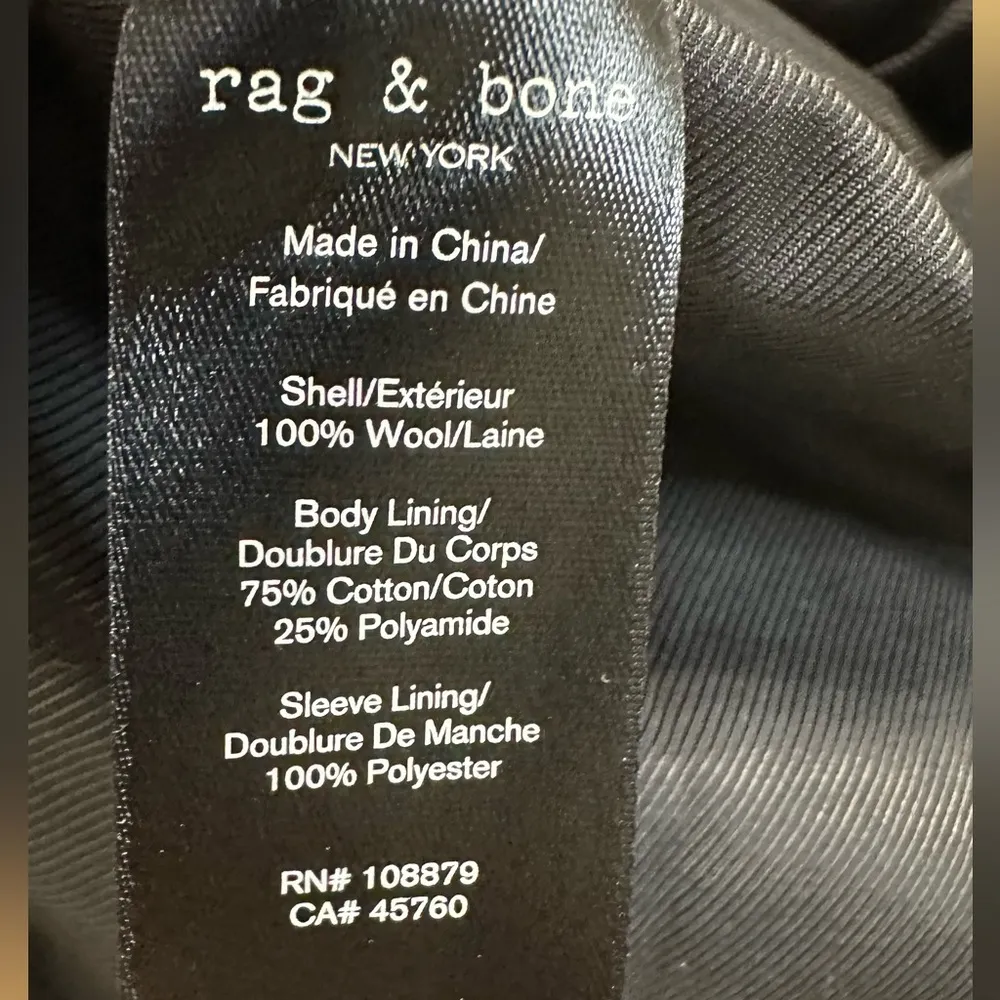 rag & bone
NEW YORK
Made in China/
Fabriqué en Chine
Shell/Extérieur
100% Wool/Laine
Body Lining/
Doublure Du Corps
75% Cotton/Coton
25% Polyamide
Sleeve Lining/
Doublure De Manche
100% Polyester
RN# 108879
CA# 45760